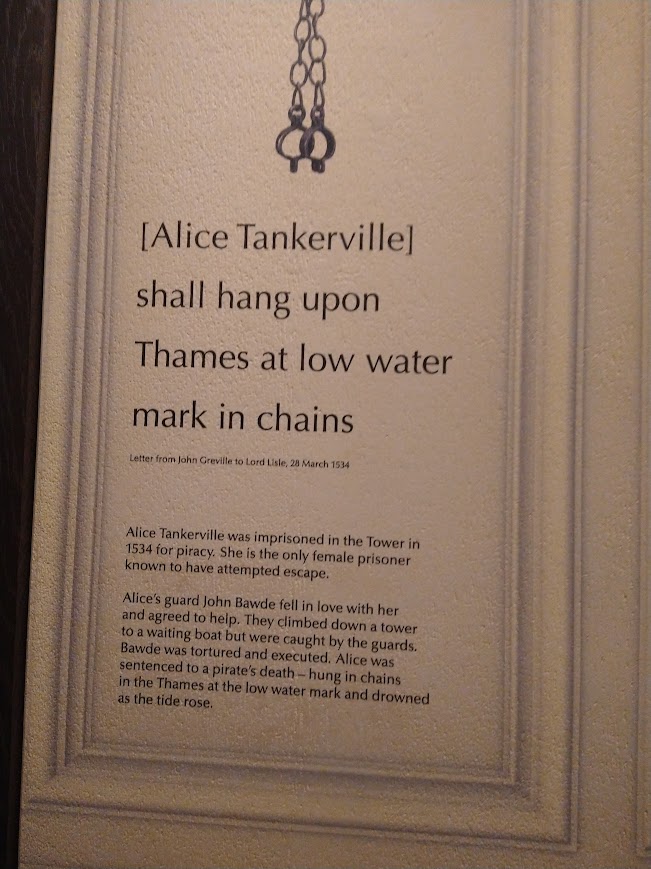 [Alice Tankerville]
shall hang upon
Thames at low water
mark in chains
Letter from John Greville to Lord Lisle, 28 March 1534
Alice Tankerville was imprisoned in the Tower in
1534 for piracy. She is the only female prisoner
known to have attempted escape.
Alice's guard John Bawde fell in love with her
and agreed to help. They climbed down a tower
to a waiting boat but were caught by the guards.
Bawde was tortured and executed. Alice was
sentenced to a pirate's death – hung in chains
in the Thames at the low water mark and drowned
as the tide rose.